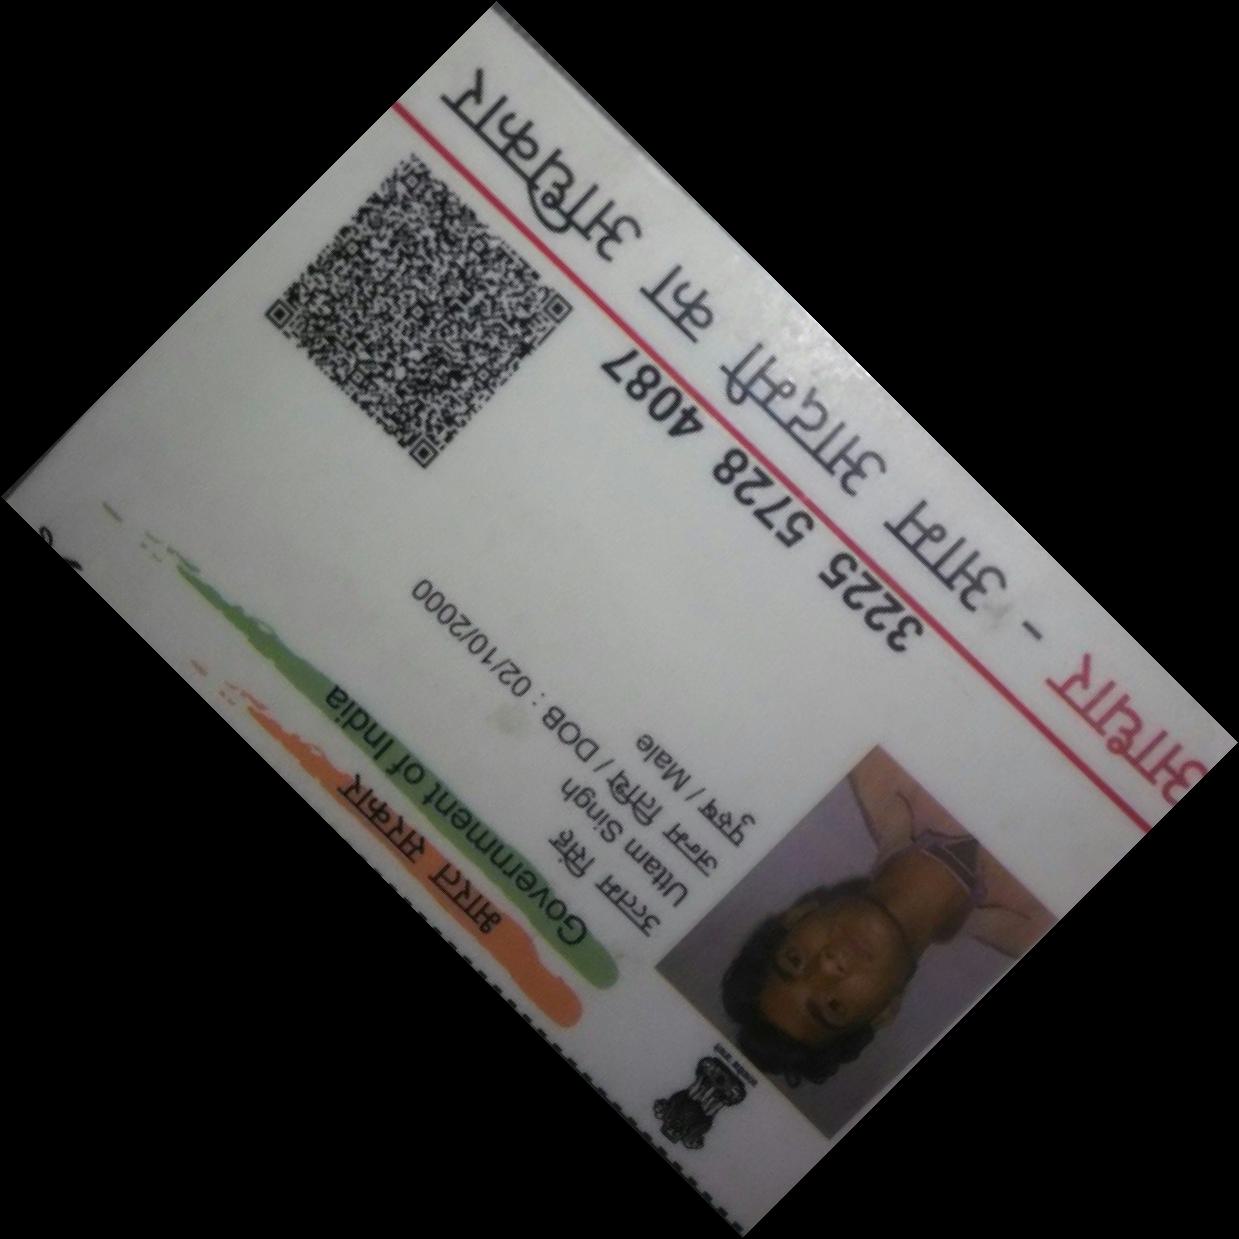 भारत सरकार
Government of India
उत्तम सिंह
Uttam Singh
जन्म तिथि / DOB : 02/10/2000
पुरुष / Male
3225 5728 4087
आधार - आम आदमी का अधिकार